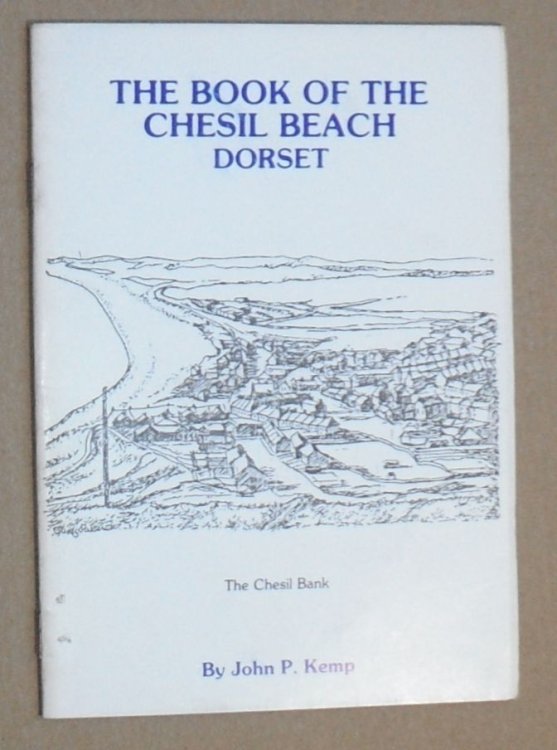 THE BOOK OF THE
CHESIL BEACH
DORSET
The Chesil Bank
By John P. Kemp